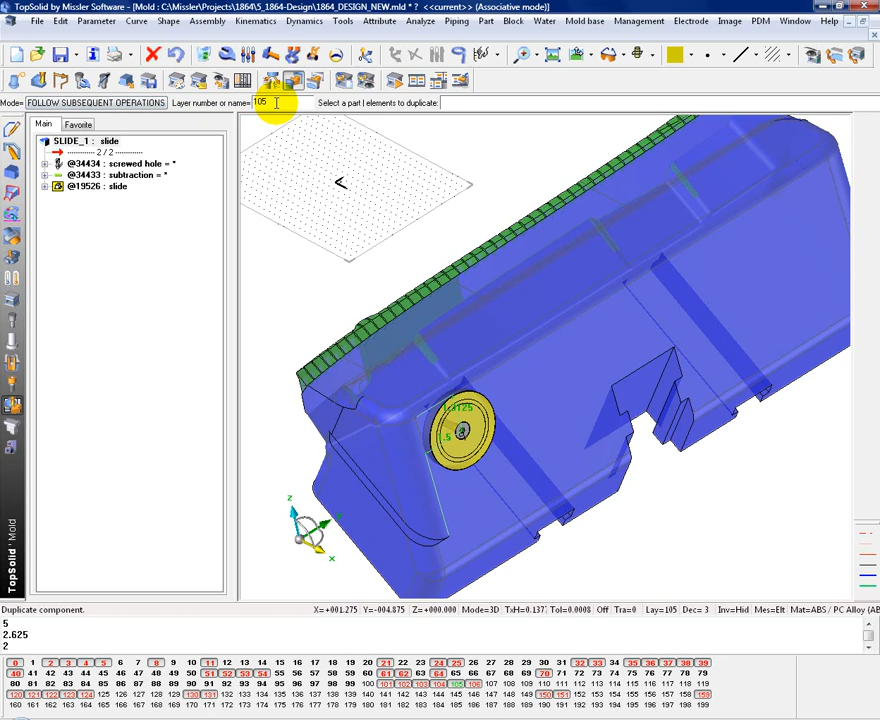 TopSolid by Missler Software - [Mold : C:\Missler\Projects\1864\5_1864-Design\1864_DESIGN_NEW.mld * ?  <<current>> (Associative mode)]
File Edit Parameter Curve Shape Assembly Kinematics Dynamics Tools Attribute Analyze Piping Part Block Mold base Management Electrode Image PDM Window Help
Mode= FOLLOW SUBSEQUENT OPERATIONS Layer number or name= 105 Select a part | elements to duplicate:
Main Favorite
SLIDE_1 : slide
2 / 2
@34434 : screwed hole = *
@34433 : subtraction = *
@19526 : slide
1.3125
1.5
z
x
TopSolid'Mold
Duplicate component.
X=+001.275 Y=-004.875 Z=+000.000 Mode=3D TxH=0.137 Tol=0.0008 Off Tra=0 Lay=105 Dec= 3 Inv=Hid Mes=Elt Mat=ABS / PC Alloy (AB
5
2.625
2
0 1 2 3 4 5 6 7 8 9 10 11 12 13 14 15 16 17 18 19 20 21 22 23 24 25 26 27 28 29 30 31 32 33 34 35 36 37 38 39
40 41 42 43 44 45 46 47 48 49 50 51 52 53 54 55 56 57 58 59 60 61 62 63 64 65 66 67 68 69 70 71 72 73 74 75 76 77 78 79
80 81 82 83 84 85 86 87 88 89 90 91 92 93 94 95 96 97 98 99 100 101 102 103 104 105 106 107 108 109 110 111 112 113 114 115 116 117 118 119
120 121 122 123 124 125 126 127 128 129 130 131 132 133 134 135 136 137 138 139 140 141 142 143 144 145 146 147 148 149 150 151 152 153 154 155 156 157 158 159
160 161 162 163 164 165 166 167 168 169 170 171 172 173 174 175 176 177 178 179 180 181 182 183 184 185 186 187 188 189 190 191 192 193 194 195 196 197 198 199